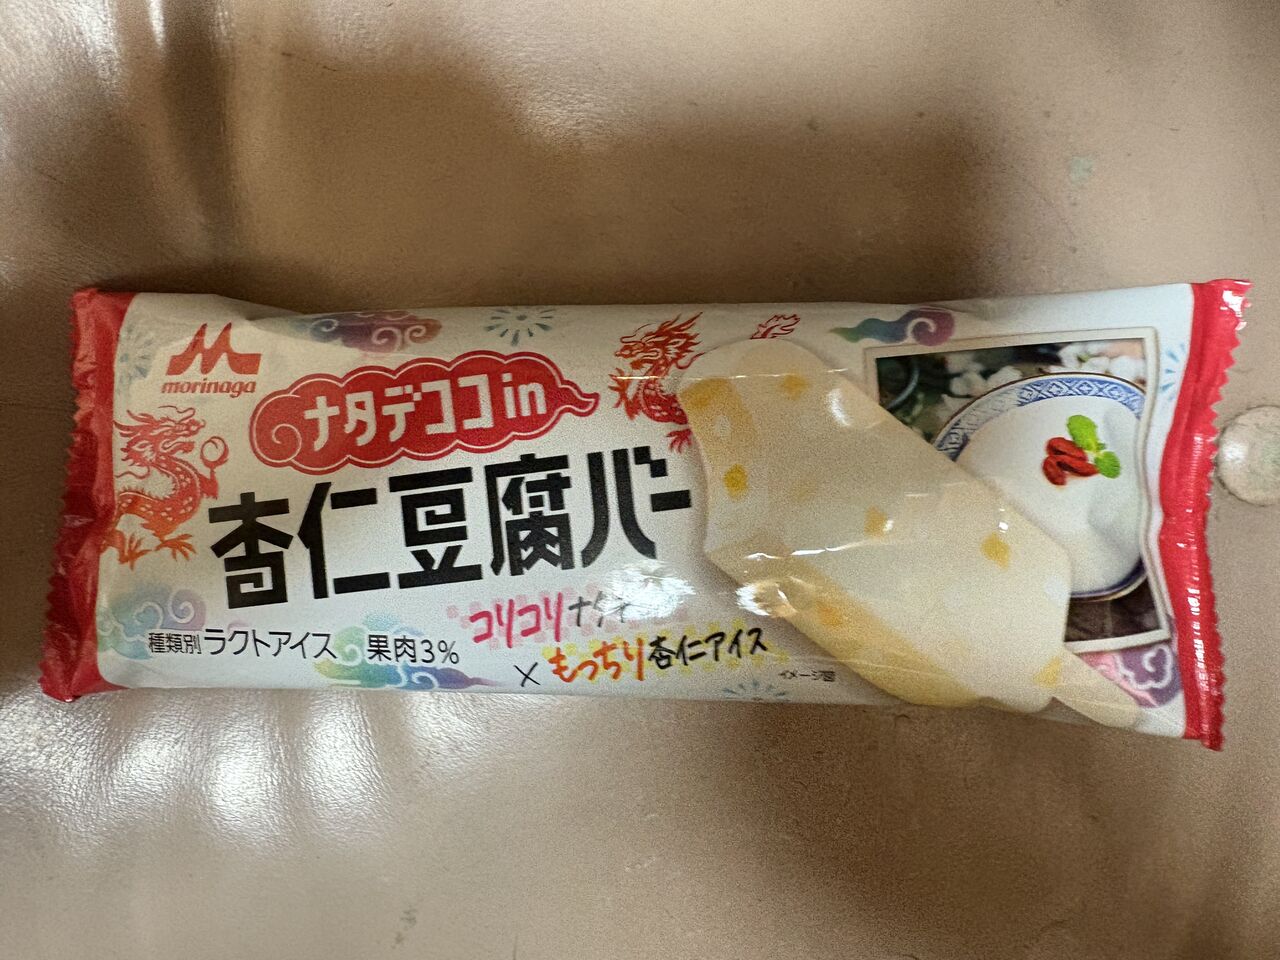 morinaga
ナタデココin
杏仁豆腐バー
種類別 ラクトアイス 果肉3%
コリコリナタデ
×もっちり杏仁アイス
イメージ図